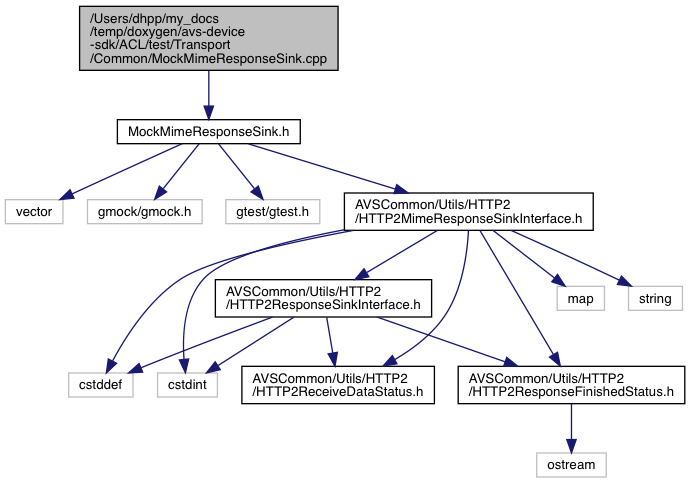 /Users/dhpp/my_docs
/temp/doxygen/avs-device
-sdk/ACL/test/Transport
/Common/MockMimeResponseSink.cpp
MockMimeResponseSink.h
vector
gmock/gmock.h
gtest/gtest.h
AVSCommon/Utils/HTTP2
/HTTP2MimeResponseSinkInterface.h
AVSCommon/Utils/HTTP2
/HTTP2ResponseSinkInterface.h
map
string
cstddef
cstdint
AVSCommon/Utils/HTTP2
/HTTP2ReceiveDataStatus.h
AVSCommon/Utils/HTTP2
/HTTP2ResponseFinishedStatus.h
ostream